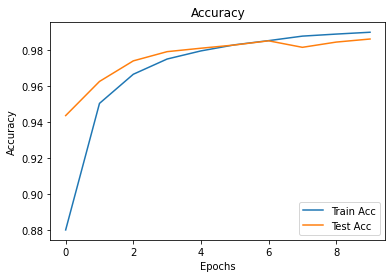 Accuracy
0.98
0.96
0.94
0.92
0.90
0.88
Accuracy
Train Acc
Test Acc
0 2 4 6 8
Epochs